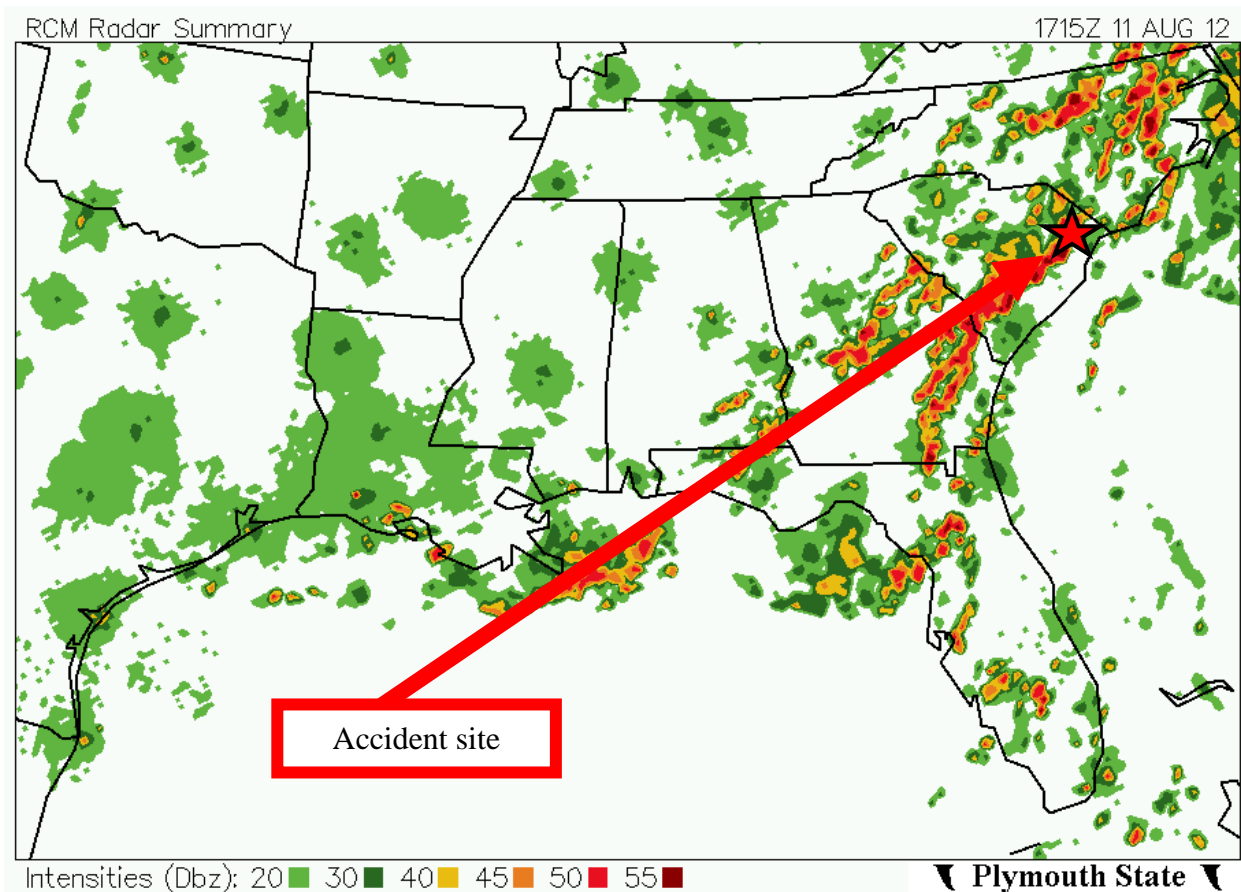 RCM Radar Summary 1715Z 11 AUG 12
Accident site
Intensities (Dbz): 20 30 40 45 50 55 Plymouth State